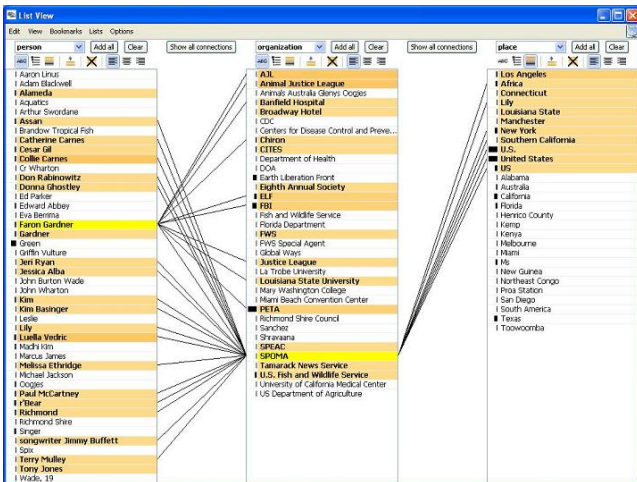 List View
Edit View Bookmarks Lists Options
person Add all Clear Show all connections organization Add all Clear Show all connections place Add all Clear
Aaron Linus
Adam Blackwell
Alameda
Aquatics
Arthur Swordane
Assan
Brandow Tropical Fish
Catherine Carnes
Cesar Gil
Collie Carnes
Cr Wharton
Don Rabinowitz
Donna Ghostley
Ed Parker
Edward Abbey
Eva Berrima
Faron Gardner
Gardner
Green
Griffin Vulture
Jeri Ryan
Jessica Alba
John Burton Wade
John Wharton
Kim
Kim Basinger
Leslie
Lily
Luella Vedric
Madhi Kim
Marcus James
Melissa Ethridge
Michael Jackson
Oogjes
Paul McCartney
r'Bear
Richmond
Richmond Shire
Singer
songwriter Jimmy Buffett
Spix
Terry Mulley
Tony Jones
Wade, 19
AJL
Animal Justice League
Animals Australia Glenys Oogjes
Banfield Hospital
Broadway Hotel
CDC
Centers for Disease Control and Preve...
Chiron
CITES
Department of Health
DOA
Earth Liberation Front
Eighth Annual Society
ELF
FBI
Fish and Wildlife Service
Florida Department
FWS
FWS Special Agent
Global Ways
Justice League
La Trobe University
Louisiana State University
Mary Washington College
Miami Beach Convention Center
PETA
Richmond Shire Council
Sanchez
Shravaana
SPEAC
SPOMA
Tamarack News Service
U.S. Fish and Wildlife Service
University of California Medical Center
US Department of Agriculture
Los Angeles
Africa
Connecticut
Lily
Louisiana State
Manchester
New York
Southern California
U.S.
United States
US
Alabama
Australia
California
Florida
Henrico County
Kemp
Kenya
Melbourne
Miami
Ms
New Guinea
Northeast Congo
Proa Station
San Diego
South America
Texas
Toowoomba